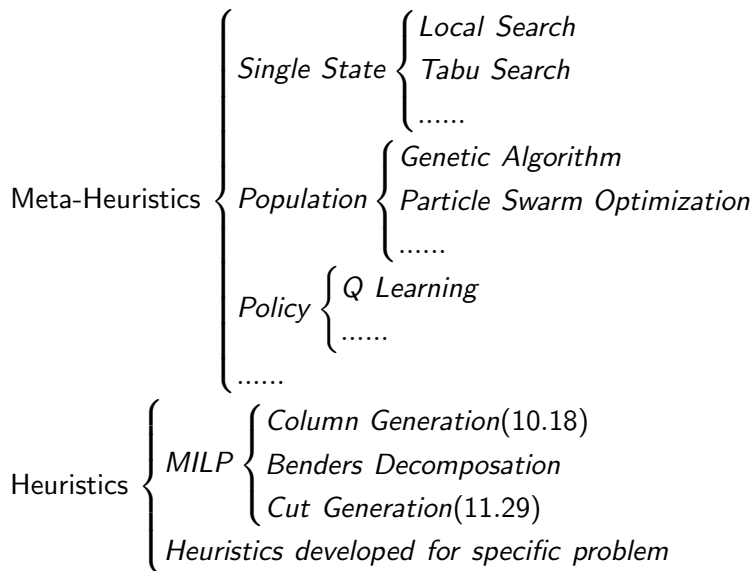 Local Search
Single State
Tabu Search
......
Genetic Algorithm
Meta-Heuristics
Population
Particle Swarm Optimization
......
Q Learning
Policy
......
......
Column Generation(10.18)
MILP
Benders Decomposation
Heuristics
Cut Generation(11.29)
Heuristics developed for specific problem